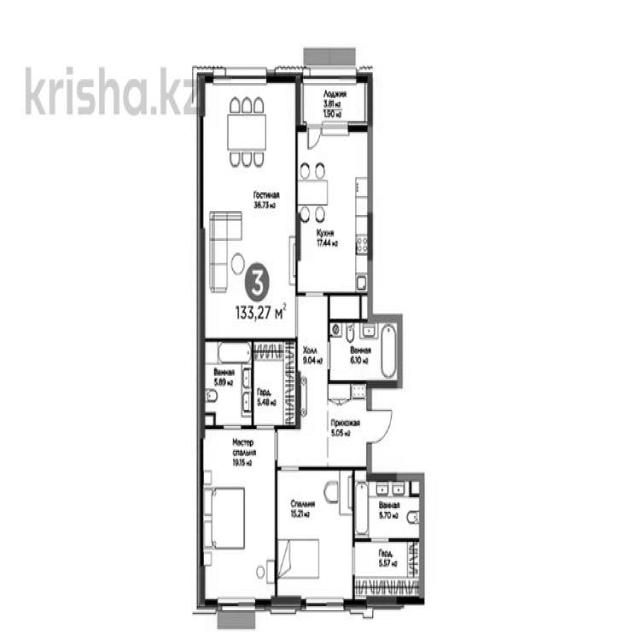 krisha.kz
Лоджия
3.81 м2
1.90 м2
Гостиная
36.73 м2
Кухня
17.44 м2
3
133,27 м2
Холл
9.04 м2
Ванная
6.10 м2
Ванная
5.89 м2
Гард.
5.48 м2
Прихожая
5.05 м2
Мастер
спальня
19.15 м2
Спальня
15.21 м2
Ванная
5.70 м2
Гард.
5.57 м2